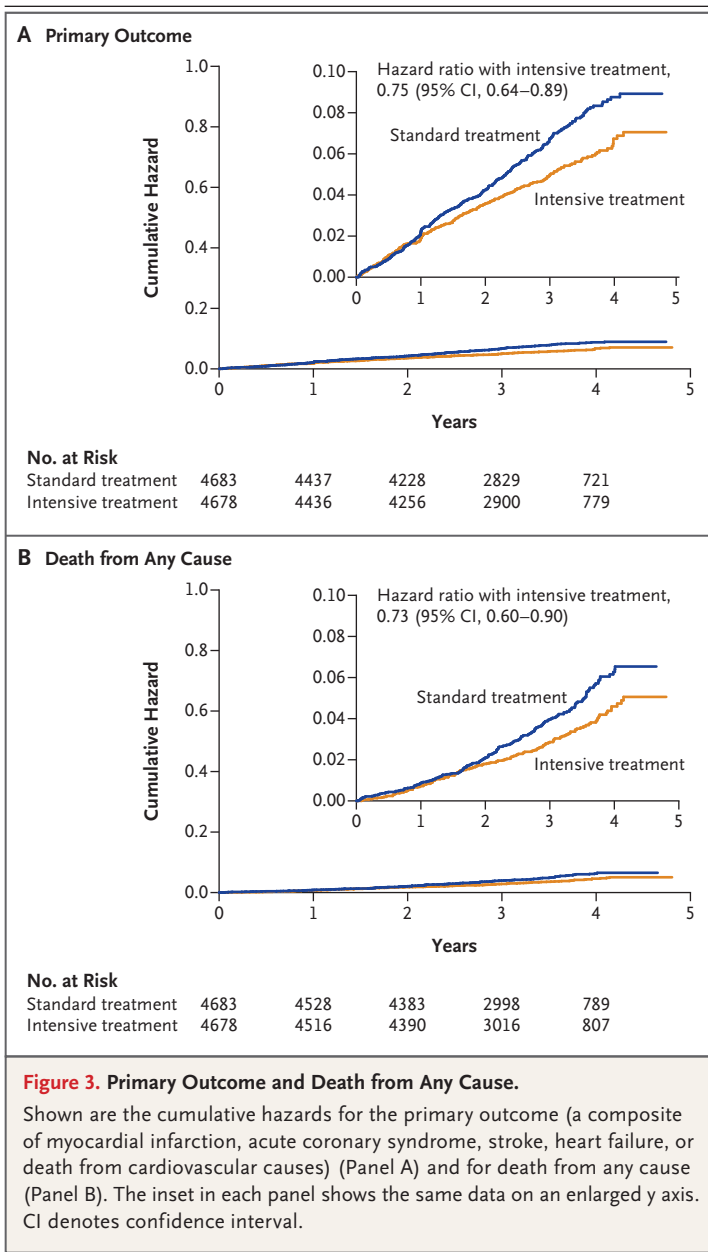 A Primary Outcome
1.0
0.8
0.6
0.4
0.2
0.0
Cumulative Hazard
0.10
0.08
0.06
0.04
0.02
0.00
Hazard ratio with intensive treatment,
0.75 (95% CI, 0.64–0.89)
Standard treatment
Intensive treatment
0 1 2 3 4 5
0 1 2 3 4 5
Years
No. at Risk
Standard treatment 4683 4437 4228 2829 721
Intensive treatment 4678 4436 4256 2900 779
B Death from Any Cause
1.0
0.8
0.6
0.4
0.2
0.0
Cumulative Hazard
0.10
0.08
0.06
0.04
0.02
0.00
Hazard ratio with intensive treatment,
0.73 (95% CI, 0.60–0.90)
Standard treatment
Intensive treatment
0 1 2 3 4 5
0 1 2 3 4 5
Years
No. at Risk
Standard treatment 4683 4528 4383 2998 789
Intensive treatment 4678 4516 4390 3016 807
Figure 3. Primary Outcome and Death from Any Cause.
Shown are the cumulative hazards for the primary outcome (a composite
of myocardial infarction, acute coronary syndrome, stroke, heart failure, or
death from cardiovascular causes) (Panel A) and for death from any cause
(Panel B). The inset in each panel shows the same data on an enlarged y axis.
CI denotes confidence interval.